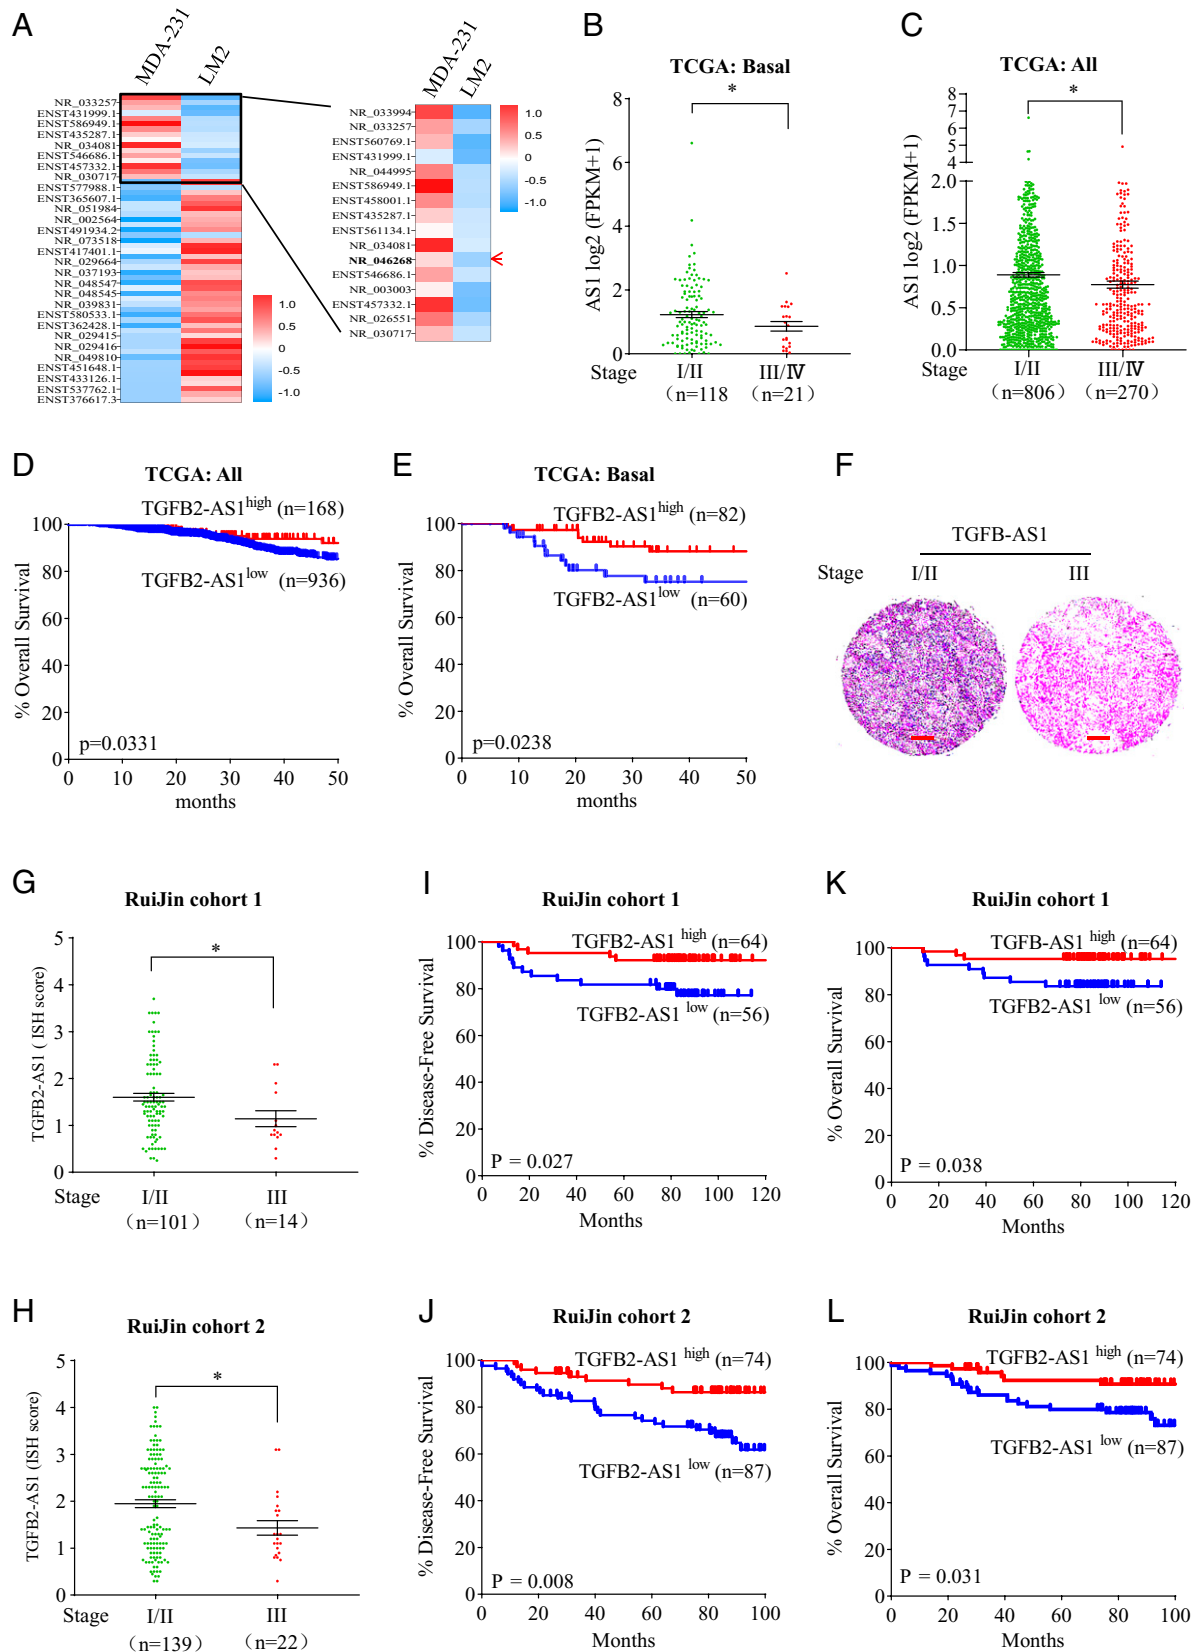 A
MDA-231
LM2
NR_033257
ENST431999.1
ENST586949.1
ENST435287.1
NR_034081
ENST546686.1
ENST457332.1
NR_030717
ENST577988.1
ENST365607.1
NR_051984
NR_002564
ENST491934.2
NR_073518
ENST417401.1
NR_029664
NR_037193
NR_048547
NR_048545
NR_039831
ENST580533.1
ENST362428.1
NR_029415
NR_029416
NR_049810
ENST451648.1
ENST433126.1
ENST537762.1
ENST376617.3
1.0
0.5
0
-0.5
-1.0
MDA-231
LM2
NR_033994
NR_033257
ENST560769.1
ENST431999.1
NR_044995
ENST586949.1
ENST458001.1
ENST435287.1
ENST561134.1
NR_034081
NR_046268
ENST546686.1
NR_003003
ENST457332.1
NR_026551
NR_030717
1.0
0.5
0
-0.5
-1.0
B
TCGA: Basal
*
AS1 log2 (FPKM+1)
8
6
4
2
0
Stage I/II III/IV
(n=118 (n=21)
C
TCGA: All
*
AS1 log2 (FPKM+1)
8
7
6
5
4
3
2.0
1.5
1.0
0.5
0.0
Stage I/II III/IV
(n=806) (n=270)
D
TCGA: All
TGFB2-AS1high (n=168)
TGFB2-AS1low (n=936)
% Overall Survival
100
80
60
40
20
0
p=0.0331
0 10 20 30 40 50
months
E
TCGA: Basal
TGFB2-AS1high (n=82)
TGFB2-AS1low (n=60)
% Overall Survival
100
80
60
40
20
0
p=0.0238
0 10 20 30 40 50
months
F
TGFB-AS1
Stage I/II III
G
RuiJin cohort 1
*
TGFB2-AS1 ( ISH score)
5
4
3
2
1
0
Stage I/II III
(n=101) (n=14)
I
RuiJin cohort 1
TGFB2-AS1 high (n=64)
TGFB2-AS1 low (n=56)
% Disease-Free Survival
100
80
60
40
20
0
P = 0.027
0 20 40 60 80 100 120
Months
K
RuiJin cohort 1
TGFB-AS1 high (n=64)
TGFB2-AS1 low (n=56)
% Overall Survival
100
80
60
40
20
0
P = 0.038
0 20 40 60 80 100 120
Months
H
RuiJin cohort 2
*
TGFB2-AS1 (ISH score)
5
4
3
2
1
0
Stage I/II III
(n=139) (n=22)
J
RuiJin cohort 2
TGFB2-AS1 high (n=74)
TGFB2-AS1 low (n=87)
% Disease-Free Survival
100
80
60
40
20
0
P = 0.008
0 20 40 60 80 100
Months
L
RuiJin cohort 2
TGFB2-AS1 high (n=74)
TGFB2-AS1 low (n=87)
% Overall Survival
100
80
60
40
20
0
P = 0.031
0 20 40 60 80 100
Months